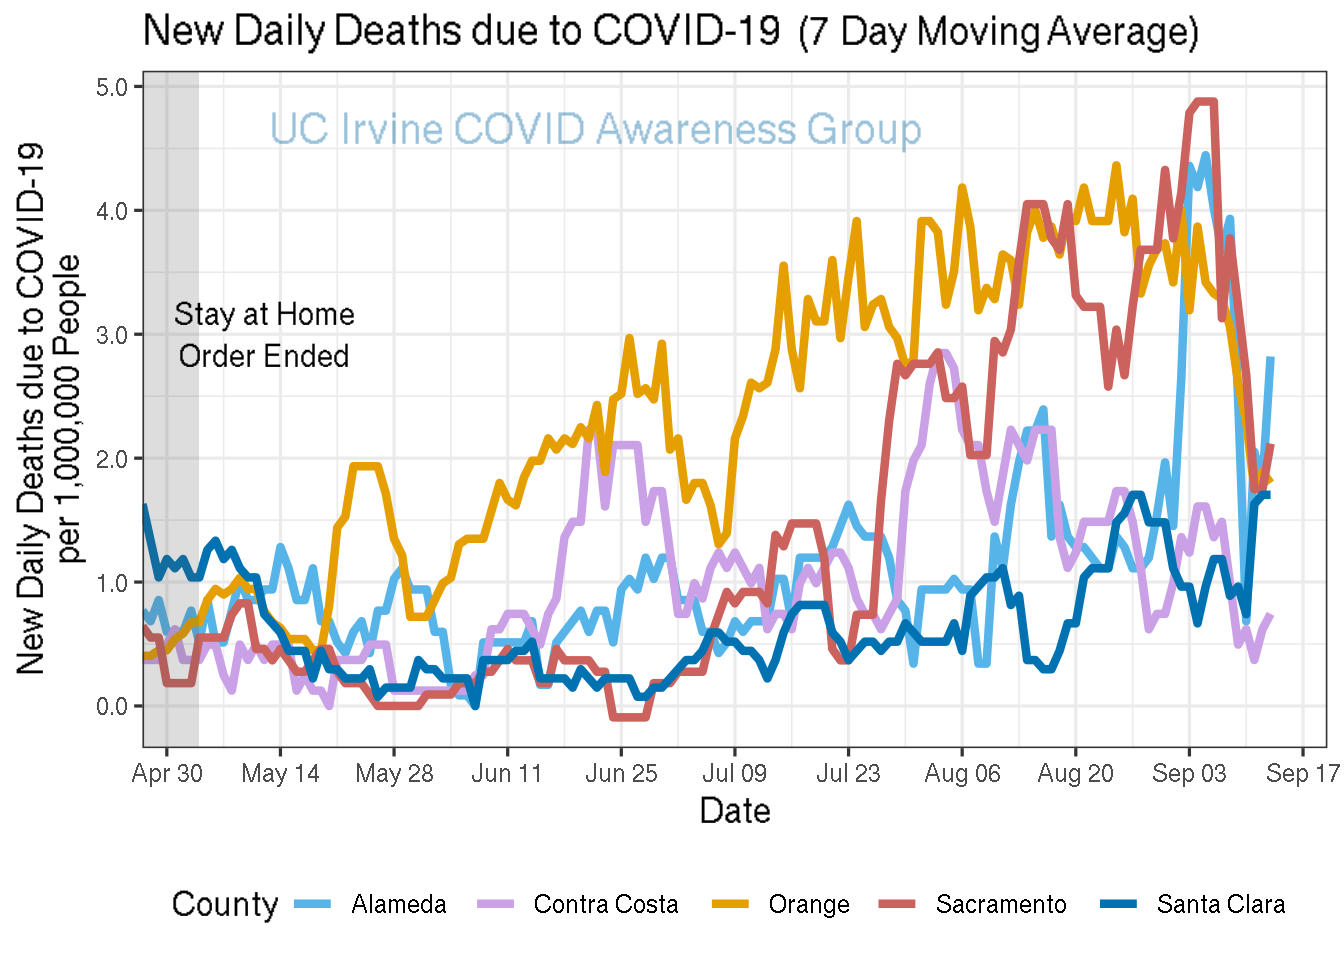 New Daily Deaths due to COVID-19 (7 Day Moving Average)
UC Irvine COVID Awareness Group
Stay at Home
Order Ended
New Daily Deaths due to COVID-19
per 1,000,000 People
5.0
4.0
3.0
2.0
1.0
0.0
Apr 30 May 14 May 28 Jun 11 Jun 25 Jul 09 Jul 23 Aug 06 Aug 20 Sep 03 Sep 17
Date
County Alameda Contra Costa Orange Sacramento Santa Clara